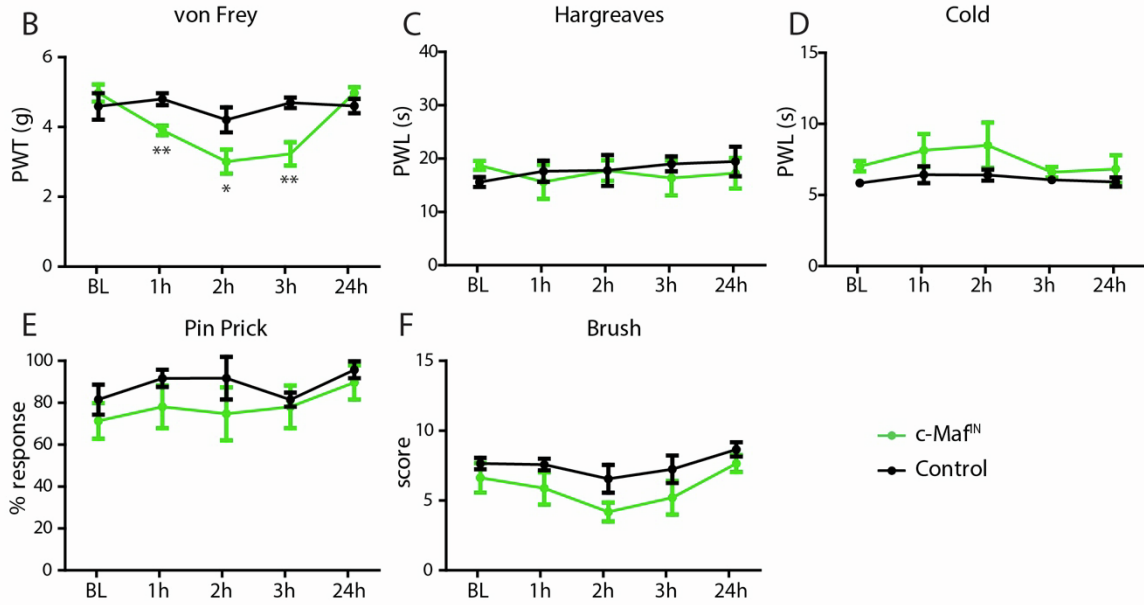 B
von Frey
6
4
2
0
PWT (g)
**
*
**
BL 1h 2h 3h 24h
C
Hargreaves
40
30
20
10
0
PWL (s)
BL 1h 2h 3h 24h
D
Cold
15
10
5
0
PWL (s)
BL 1h 2h 3h 24h
E
Pin Prick
100
80
60
40
20
0
% response
BL 1h 2h 3h 24h
F
Brush
15
10
5
0
score
BL 1h 2h 3h 24h
c-Mafᴵᴺ
Control